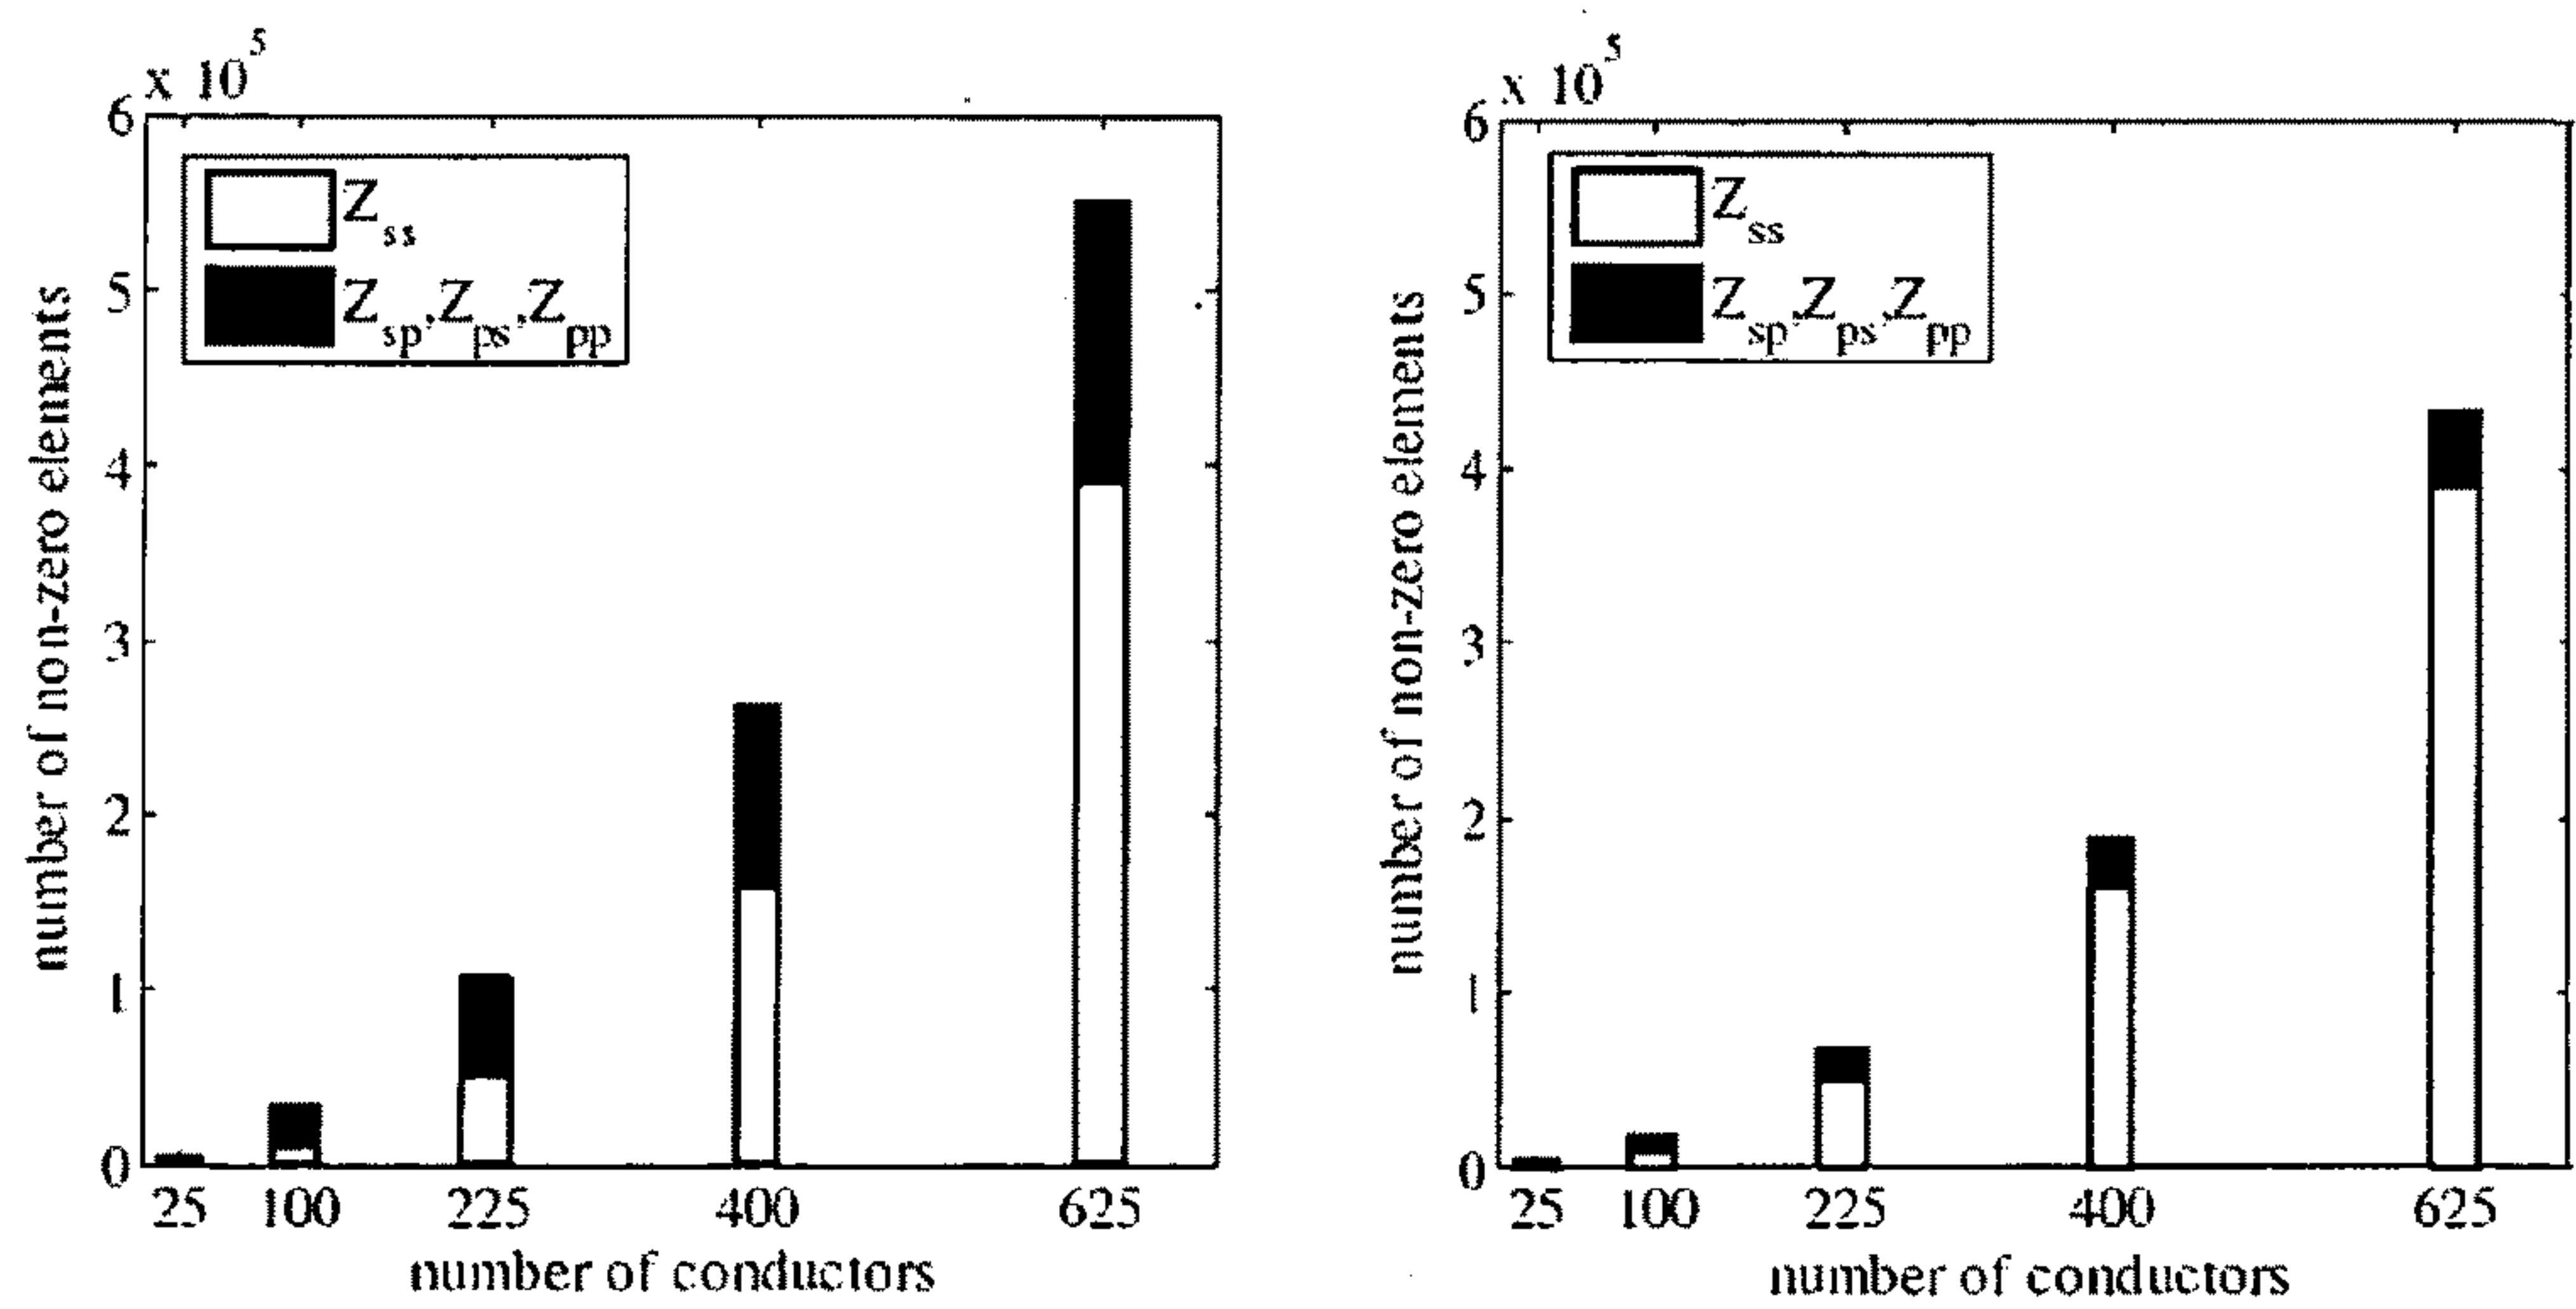 x 10^5
6
5
4
3
2
1
0
Z_ss
Z_sp,Z_ps,Z_pp
number of non-zero elements
25 100 225 400 625
number of conductors
x 10^5
6
5
4
3
2
1
0
Z_ss
Z_sp,Z_ps,Z_pp
number of non-zero elements
25 100 225 400 625
number of conductors